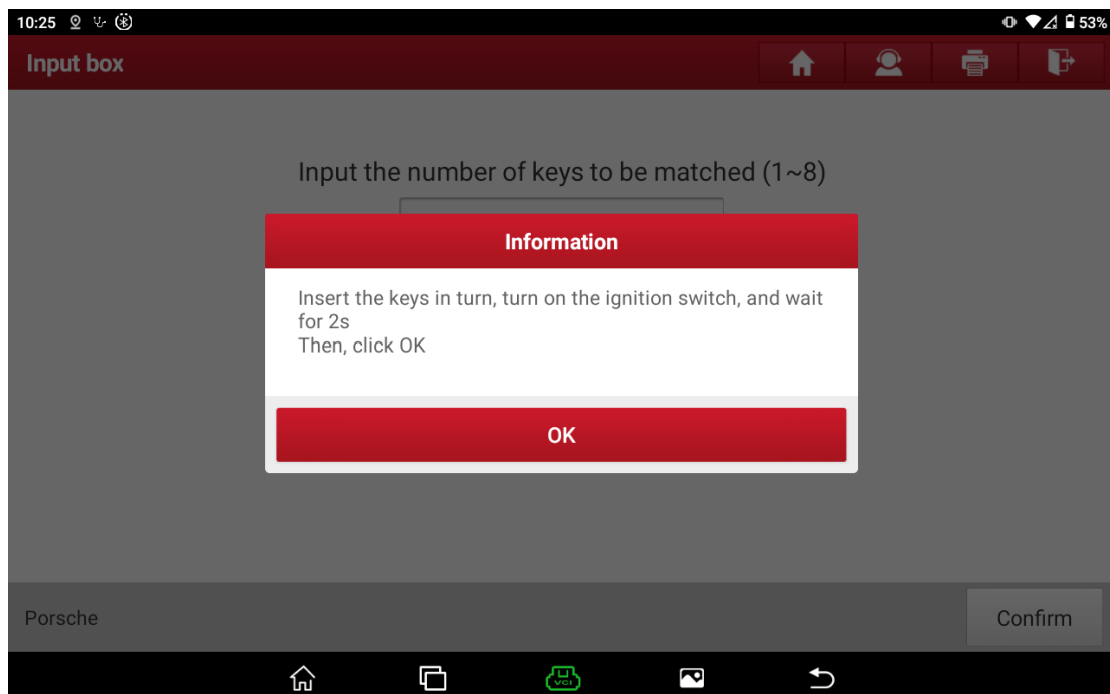 10:25 53%
Input box
Input the number of keys to be matched (1~8)
Information
Insert the keys in turn, turn on the ignition switch, and wait
for 2s
Then, click OK
OK
Porsche Confirm
VCI